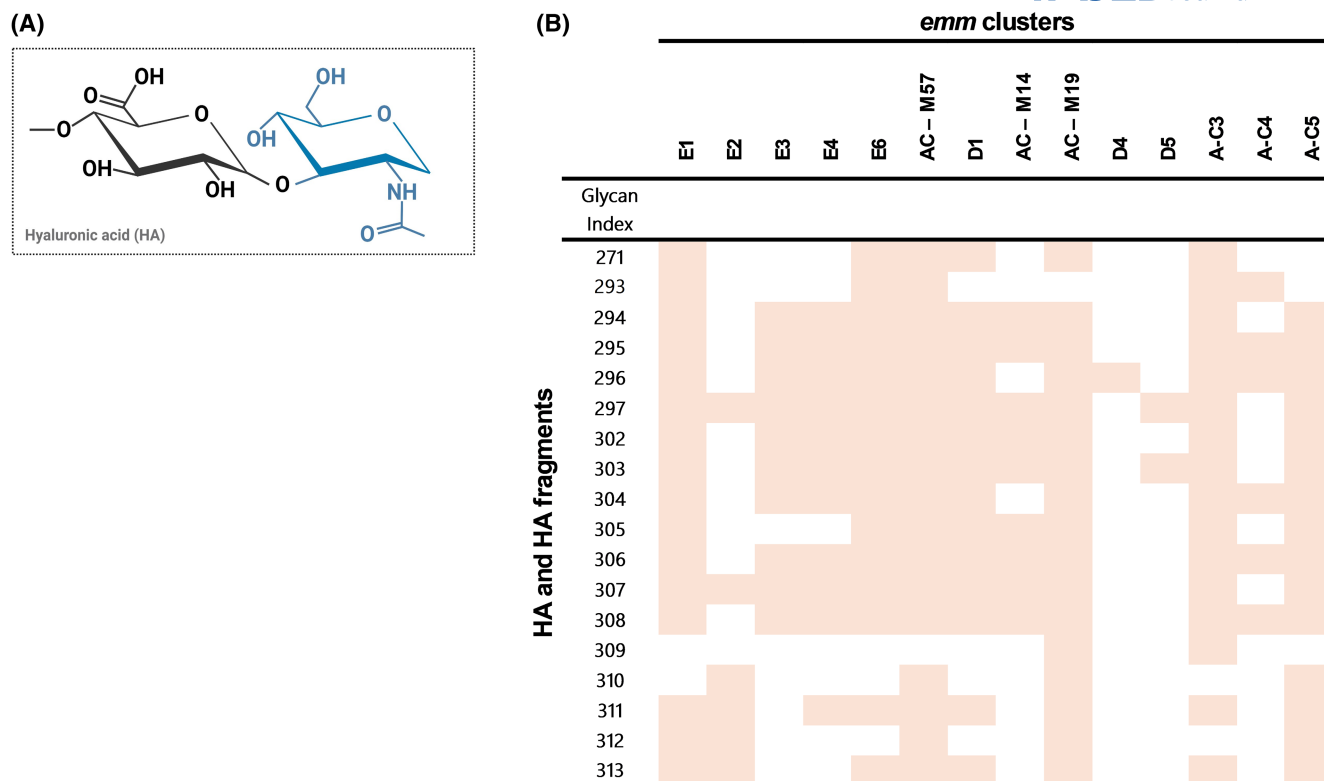 (A)
OH
O
O
O
OH
OH
O
OH
O
OH
NH
O
Hyaluronic acid (HA)
(B)
emm clusters
E1
E2
E3
E4
E6
AC – M57
D1
AC – M14
AC – M19
D4
D5
A-C3
A-C4
A-C5
Glycan
Index
HA and HA fragments
271
293
294
295
296
297
302
303
304
305
306
307
308
309
310
311
312
313